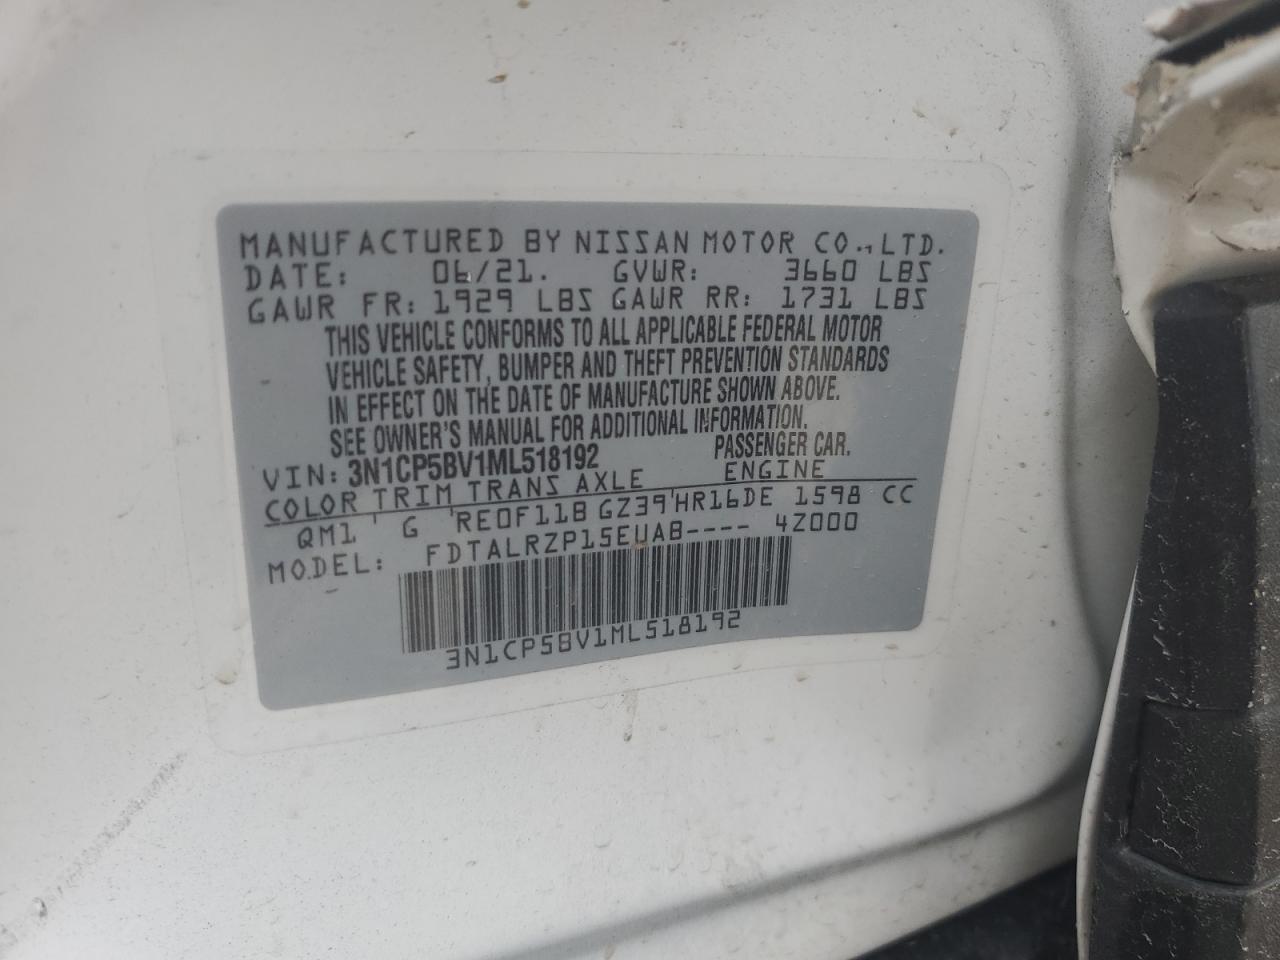 MANUFACTURED BY NISSAN MOTOR CO., LTD.
DATE: 06/21. GVWR: 3660 LBS
GAWR FR: 1929 LBS GAWR RR: 1731 LBS
THIS VEHICLE CONFORMS TO ALL APPLICABLE FEDERAL MOTOR
VEHICLE SAFETY, BUMPER AND THEFT PREVENTION STANDARDS
IN EFFECT ON THE DATE OF MANUFACTURE SHOWN ABOVE.
SEE OWNER'S MANUAL FOR ADDITIONAL INFORMATION.
VIN: 3N1CP5BV1ML518192 PASSENGER CAR.
COLOR TRIM TRANS AXLE ENGINE
QM1 ' G 'RE0F11B GZ39'HR16DE 1598 CC
MODEL: FDTALRZP15EUAB---- 4Z000
3N1CP5BV1ML518192